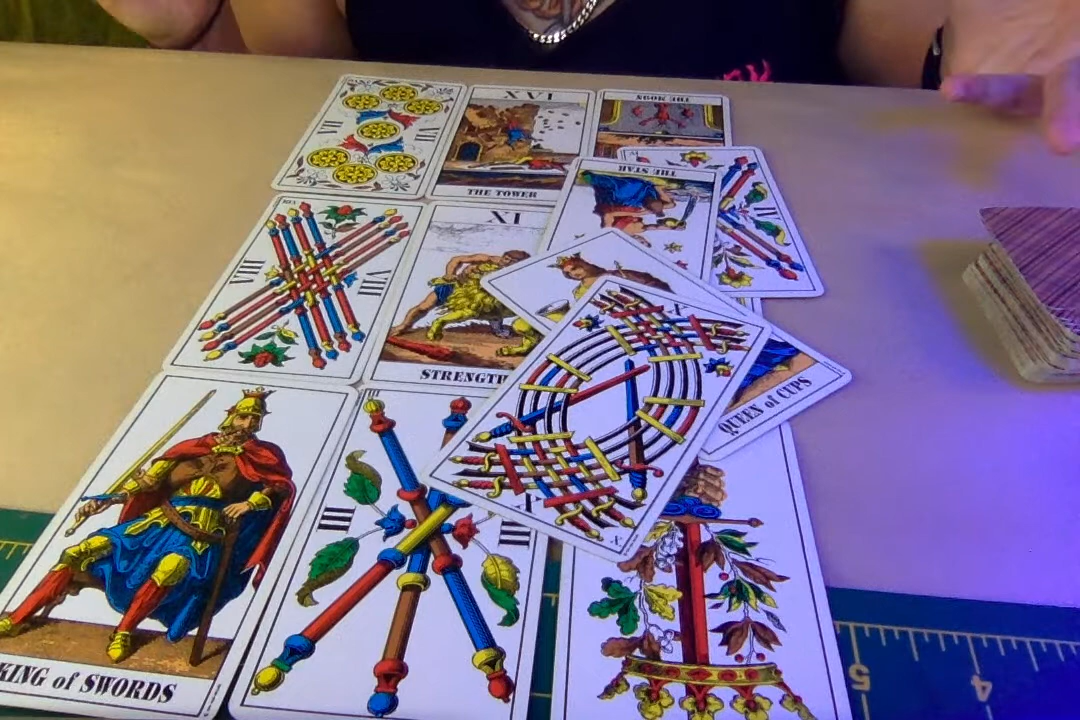 VII
VII
XVI
THE TOWER
THE MOON
THE STAR
VIII
VIII
XI
STRENGTH
X
X
QUEEN of CUPS
KING of SWORDS
III
III
5
4